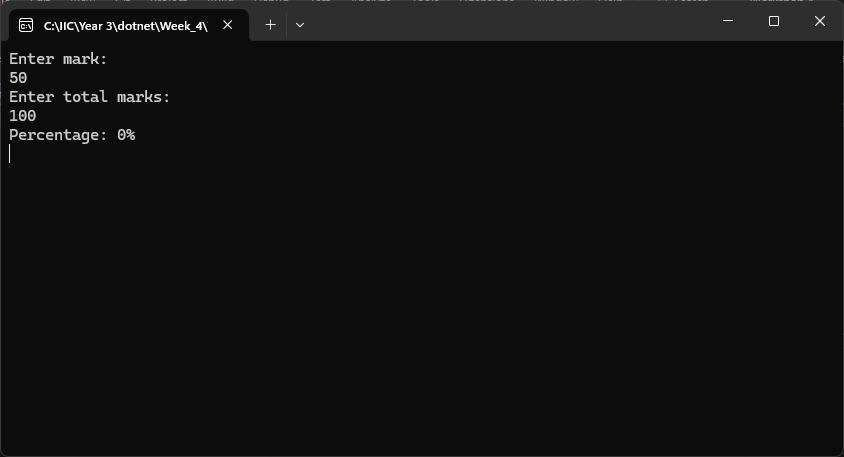 C:\IIC\Year 3\dotnet\Week_4\
Enter mark:
50
Enter total marks:
100
Percentage: 0%